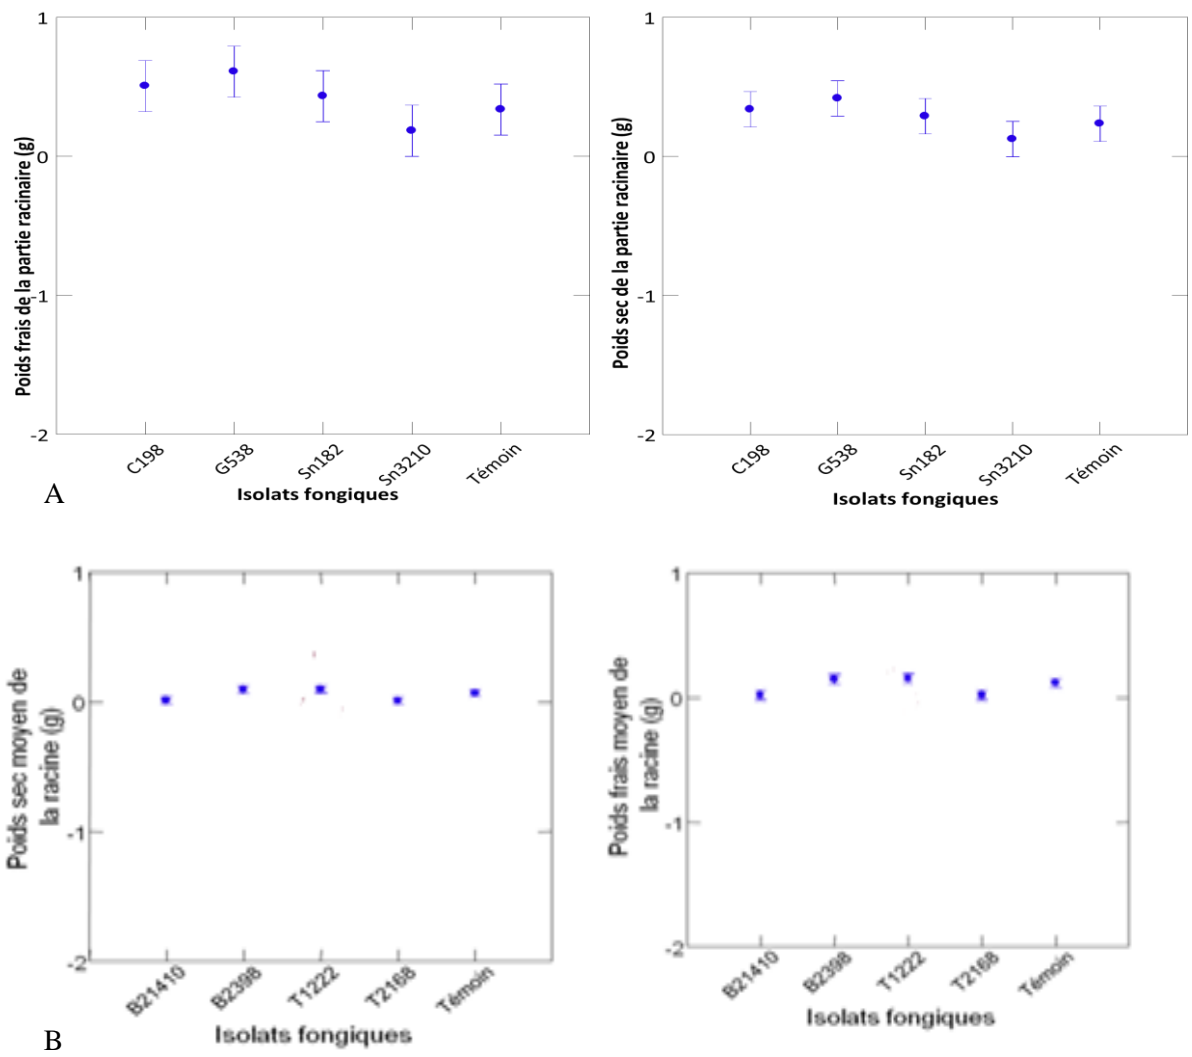 1
0
-1
-2
Poids frais de la partie racinaire (g)
C198
G538
Sn182
Sn3210
Témoin
Isolats fongiques
1
0
-1
-2
Poids sec de la partie racinaire (g)
C198
G538
Sn182
Sn3210
Témoin
Isolats fongiques
A
1
0
-1
-2
Poids sec moyen de
la racine (g)
B21410
B2398
T1222
T2168
Témoin
Isolats fongiques
1
0
-1
-2
Poids frais moyen de
la racine (g)
B21410
B2398
T1222
T2168
Témoin
Isolats fongiques
B